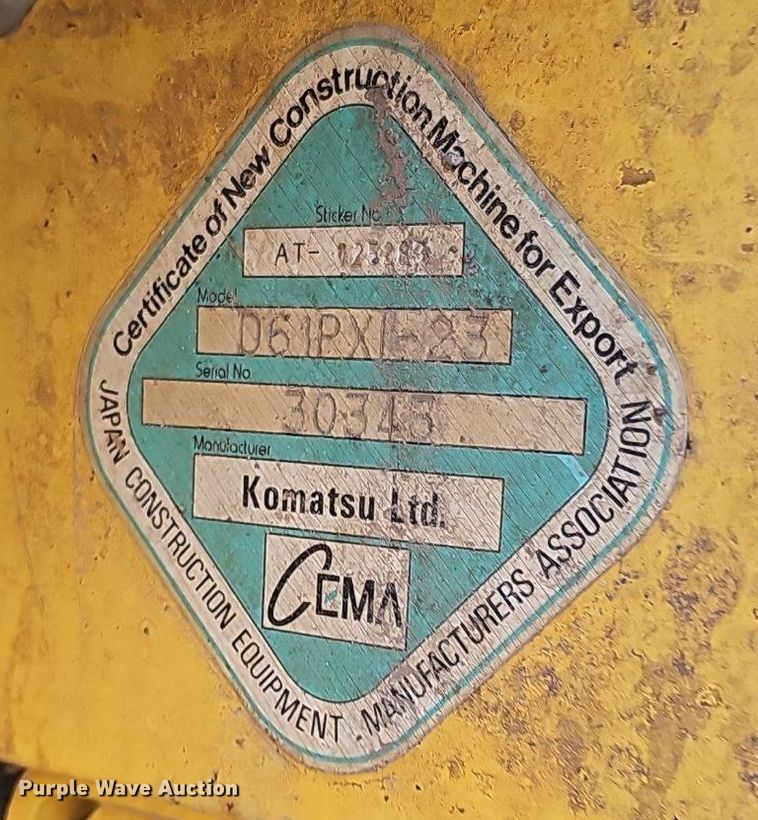 Certificate of New Construction Machine for Export
Sticker No.
AT-
Model
D61PXI-23
Serial No.
30343
Manufacturer
Komatsu Ltd.
CEMA
JAPAN CONSTRUCTION EQUIPMENT MANUFACTURERS ASSOCIATION
Purple Wave Auction